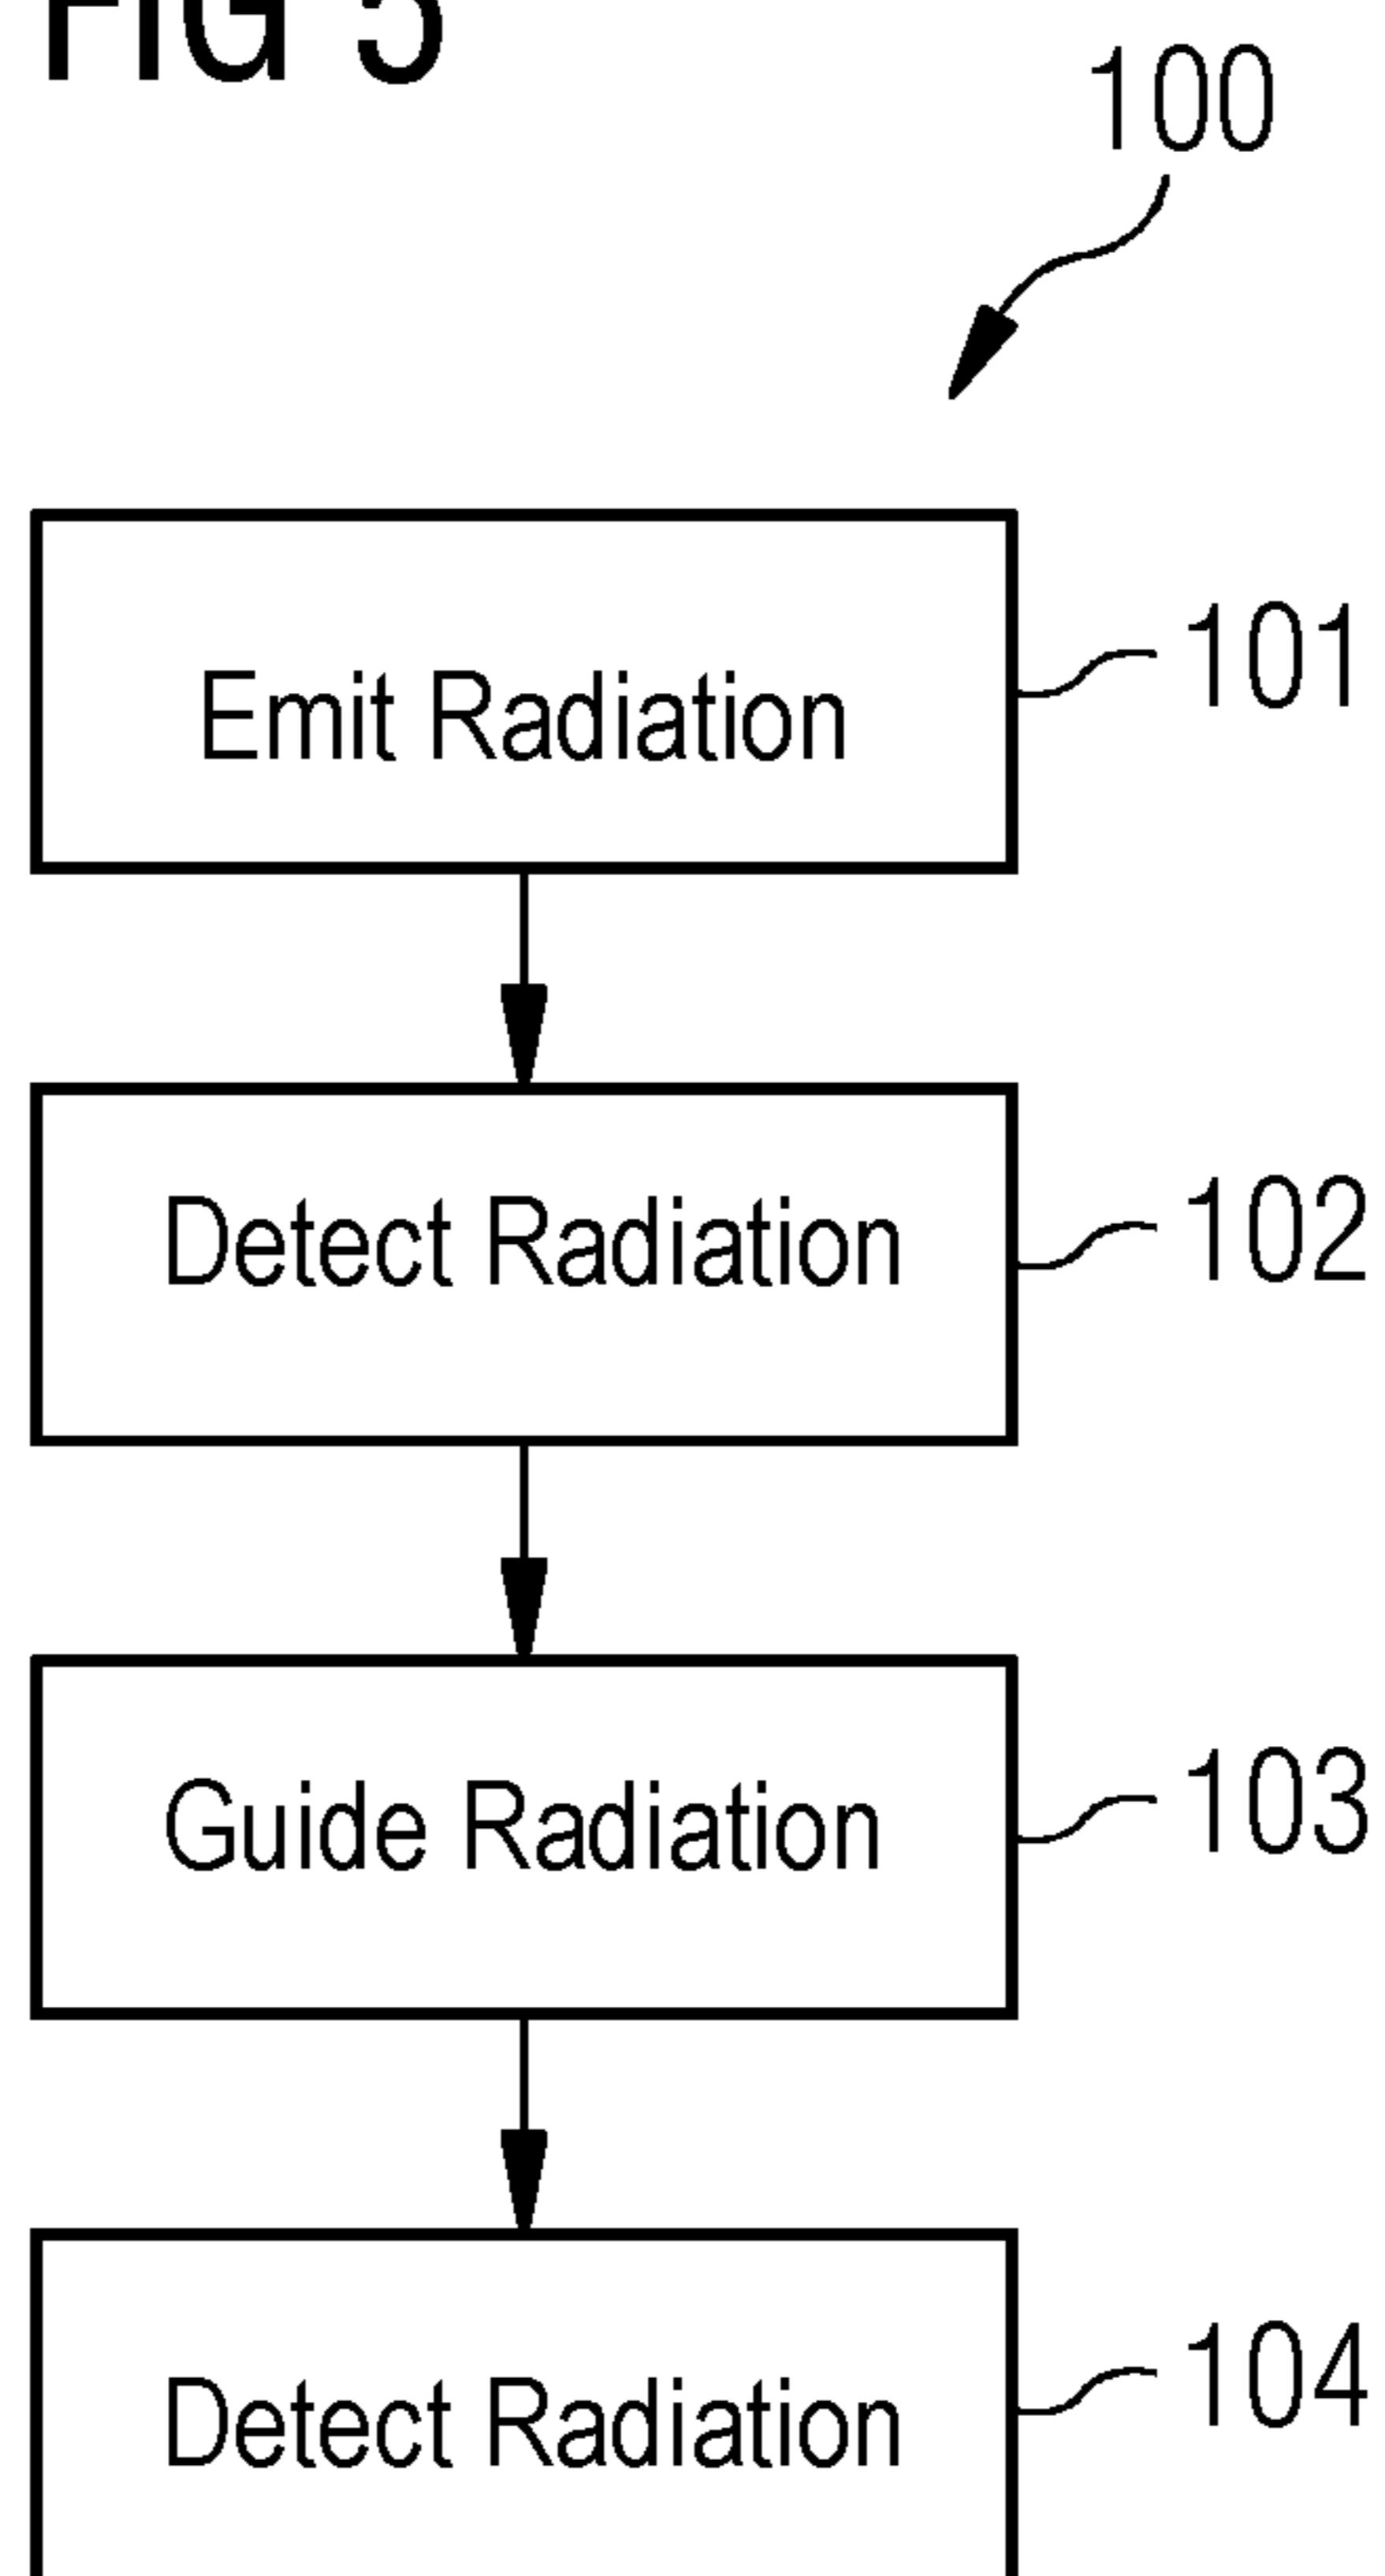 FIG 5
100
Emit Radiation
101
Detect Radiation
102
Guide Radiation
103
Detect Radiation
104